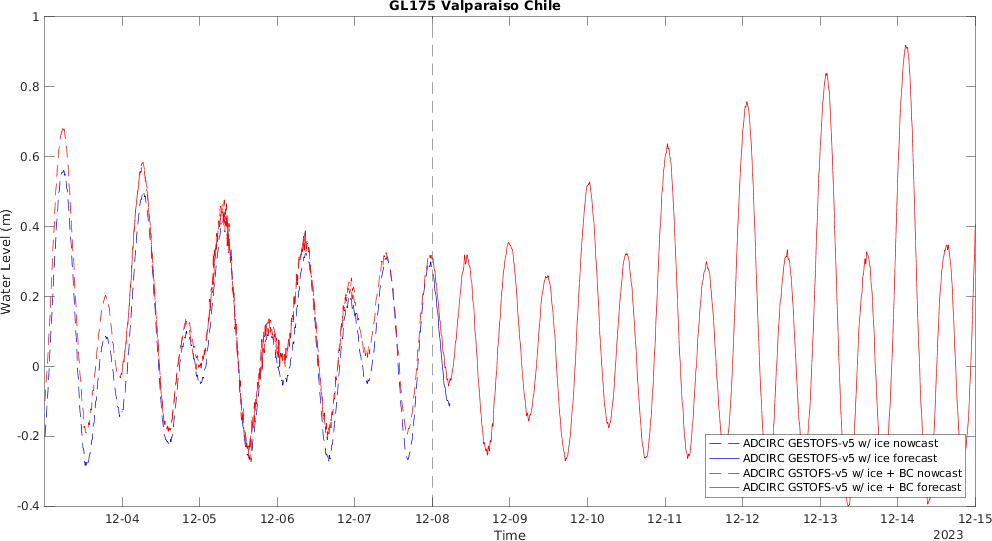 GL175 Valparaiso Chile
1
0.8
0.6
0.4
0.2
0
-0.2
-0.4
Water Level (m)
ADCIRC GESTOFS-v5 w/ ice nowcast
ADCIRC GESTOFS-v5 w/ ice forecast
ADCIRC GSTOFS-v5 w/ ice + BC nowcast
ADCIRC GSTOFS-v5 w/ ice + BC forecast
12-04 12-05 12-06 12-07 12-08 12-09 12-10 12-11 12-12 12-13 12-14 12-15
Time
2023